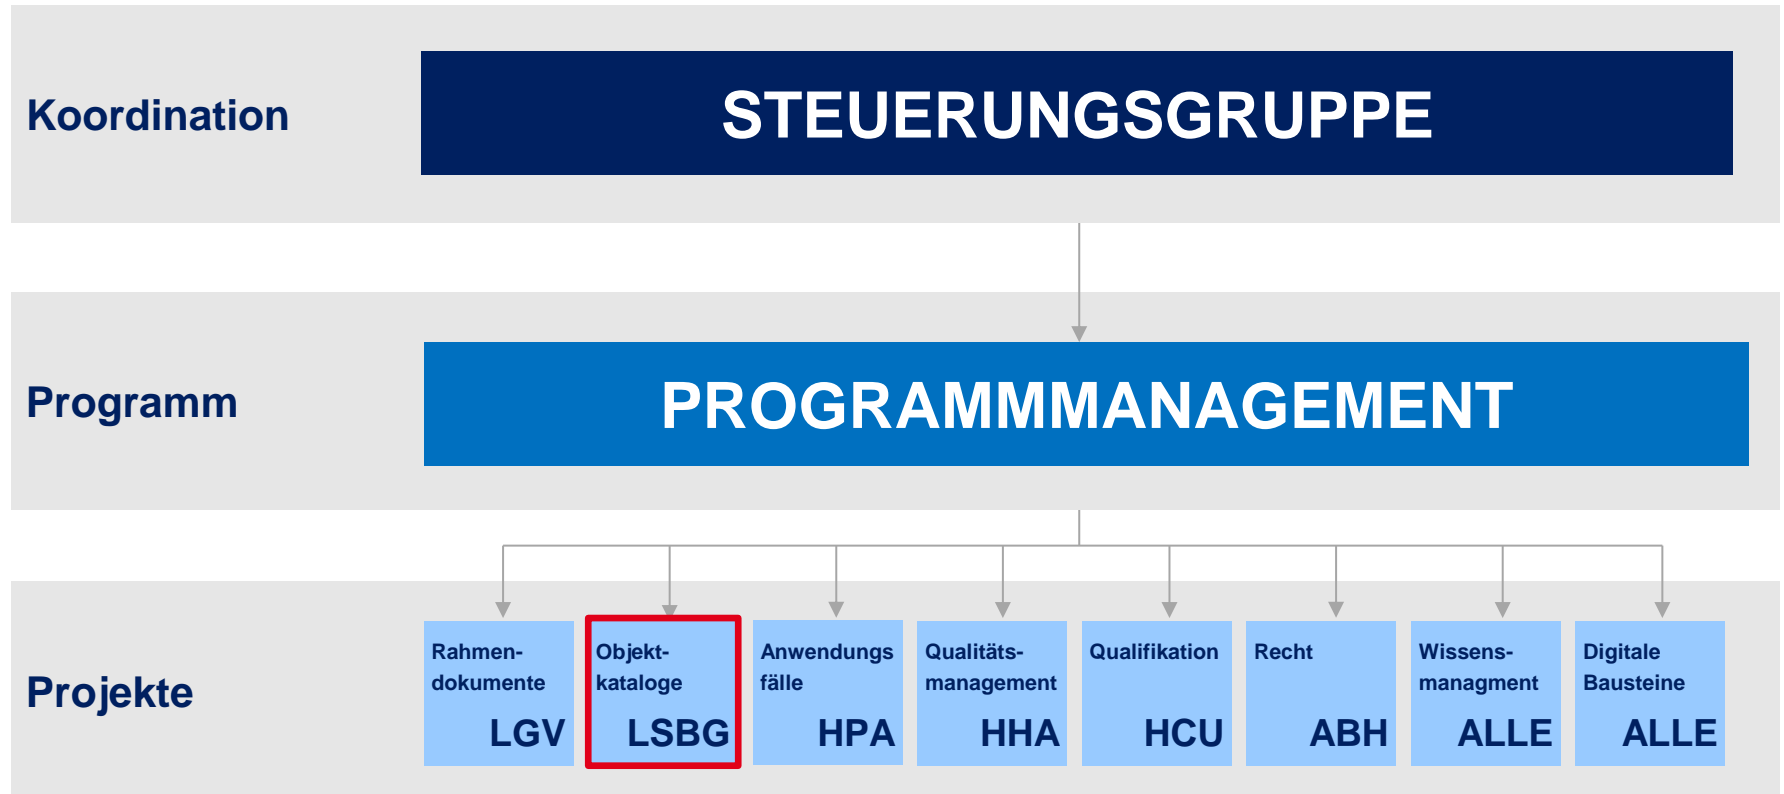 Koordination
STEUERUNGSGRUPPE
Programm
PROGRAMMMANAGEMENT
Projekte
Rahmen-
dokumente
LGV
Objekt-
kataloge
LSBG
Anwendungs
fälle
HPA
Qualitäts-
management
HHA
Qualifikation
HCU
Recht
ABH
Wissens-
managment
ALLE
Digitale
Bausteine
ALLE